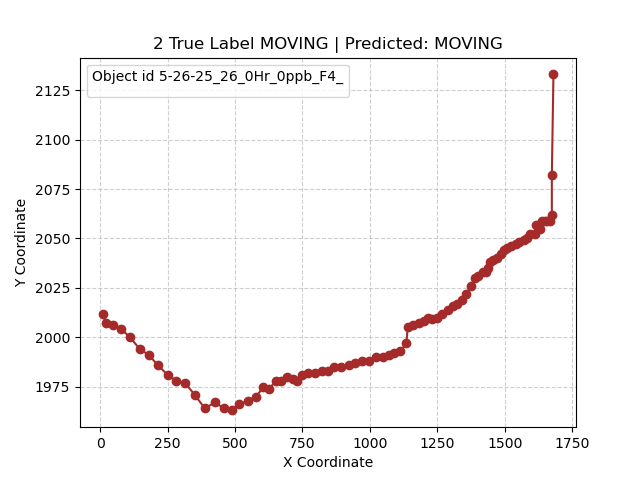 2 True Label MOVING | Predicted: MOVING
Object id 5-26-25_26_0Hr_0ppb_F4_
Y Coordinate
2125
2100
2075
2050
2025
2000
1975
0 250 500 750 1000 1250 1500 1750
X Coordinate